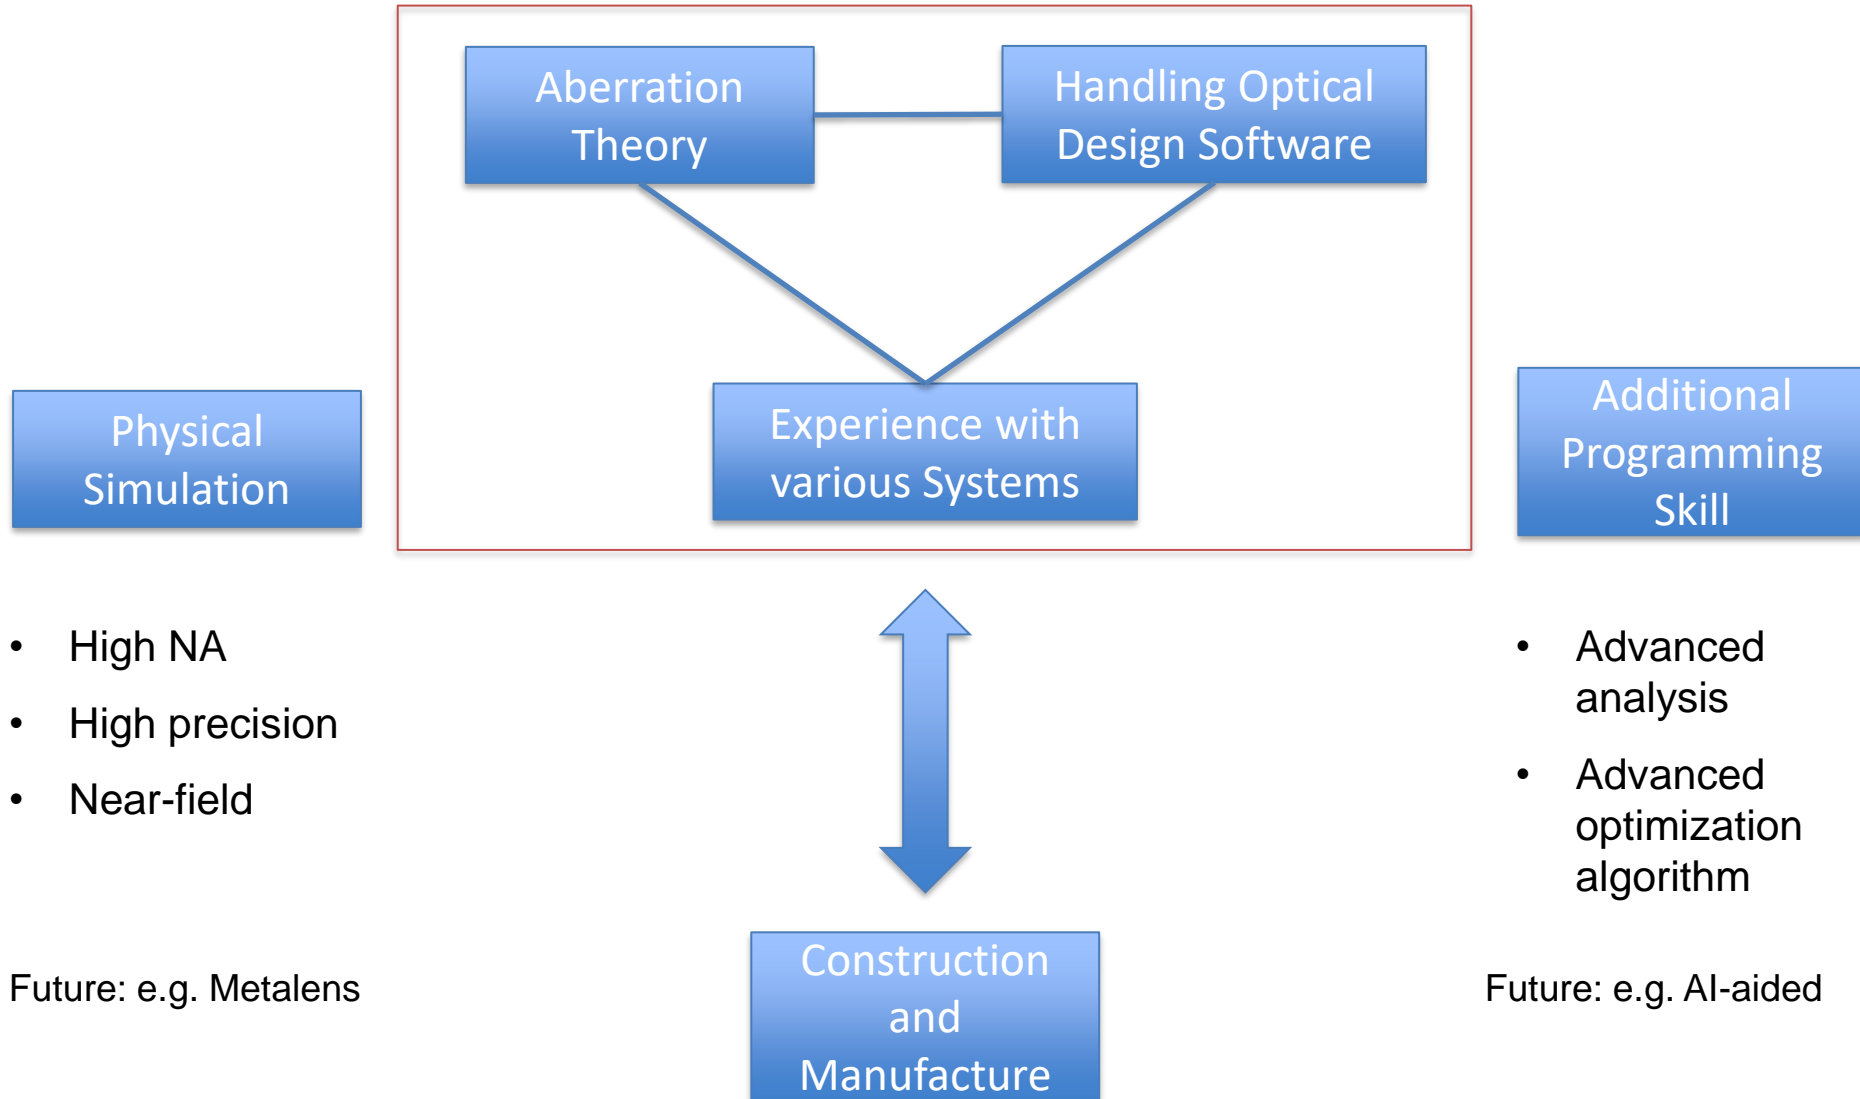 Aberration
Theory
Handling Optical
Design Software
Experience with
various Systems
Physical
Simulation
Additional
Programming
Skill
• High NA
• High precision
• Near-field
Future: e.g. Metalens
• Advanced
analysis
• Advanced
optimization
algorithm
Future: e.g. AI-aided
Construction
and
Manufacture